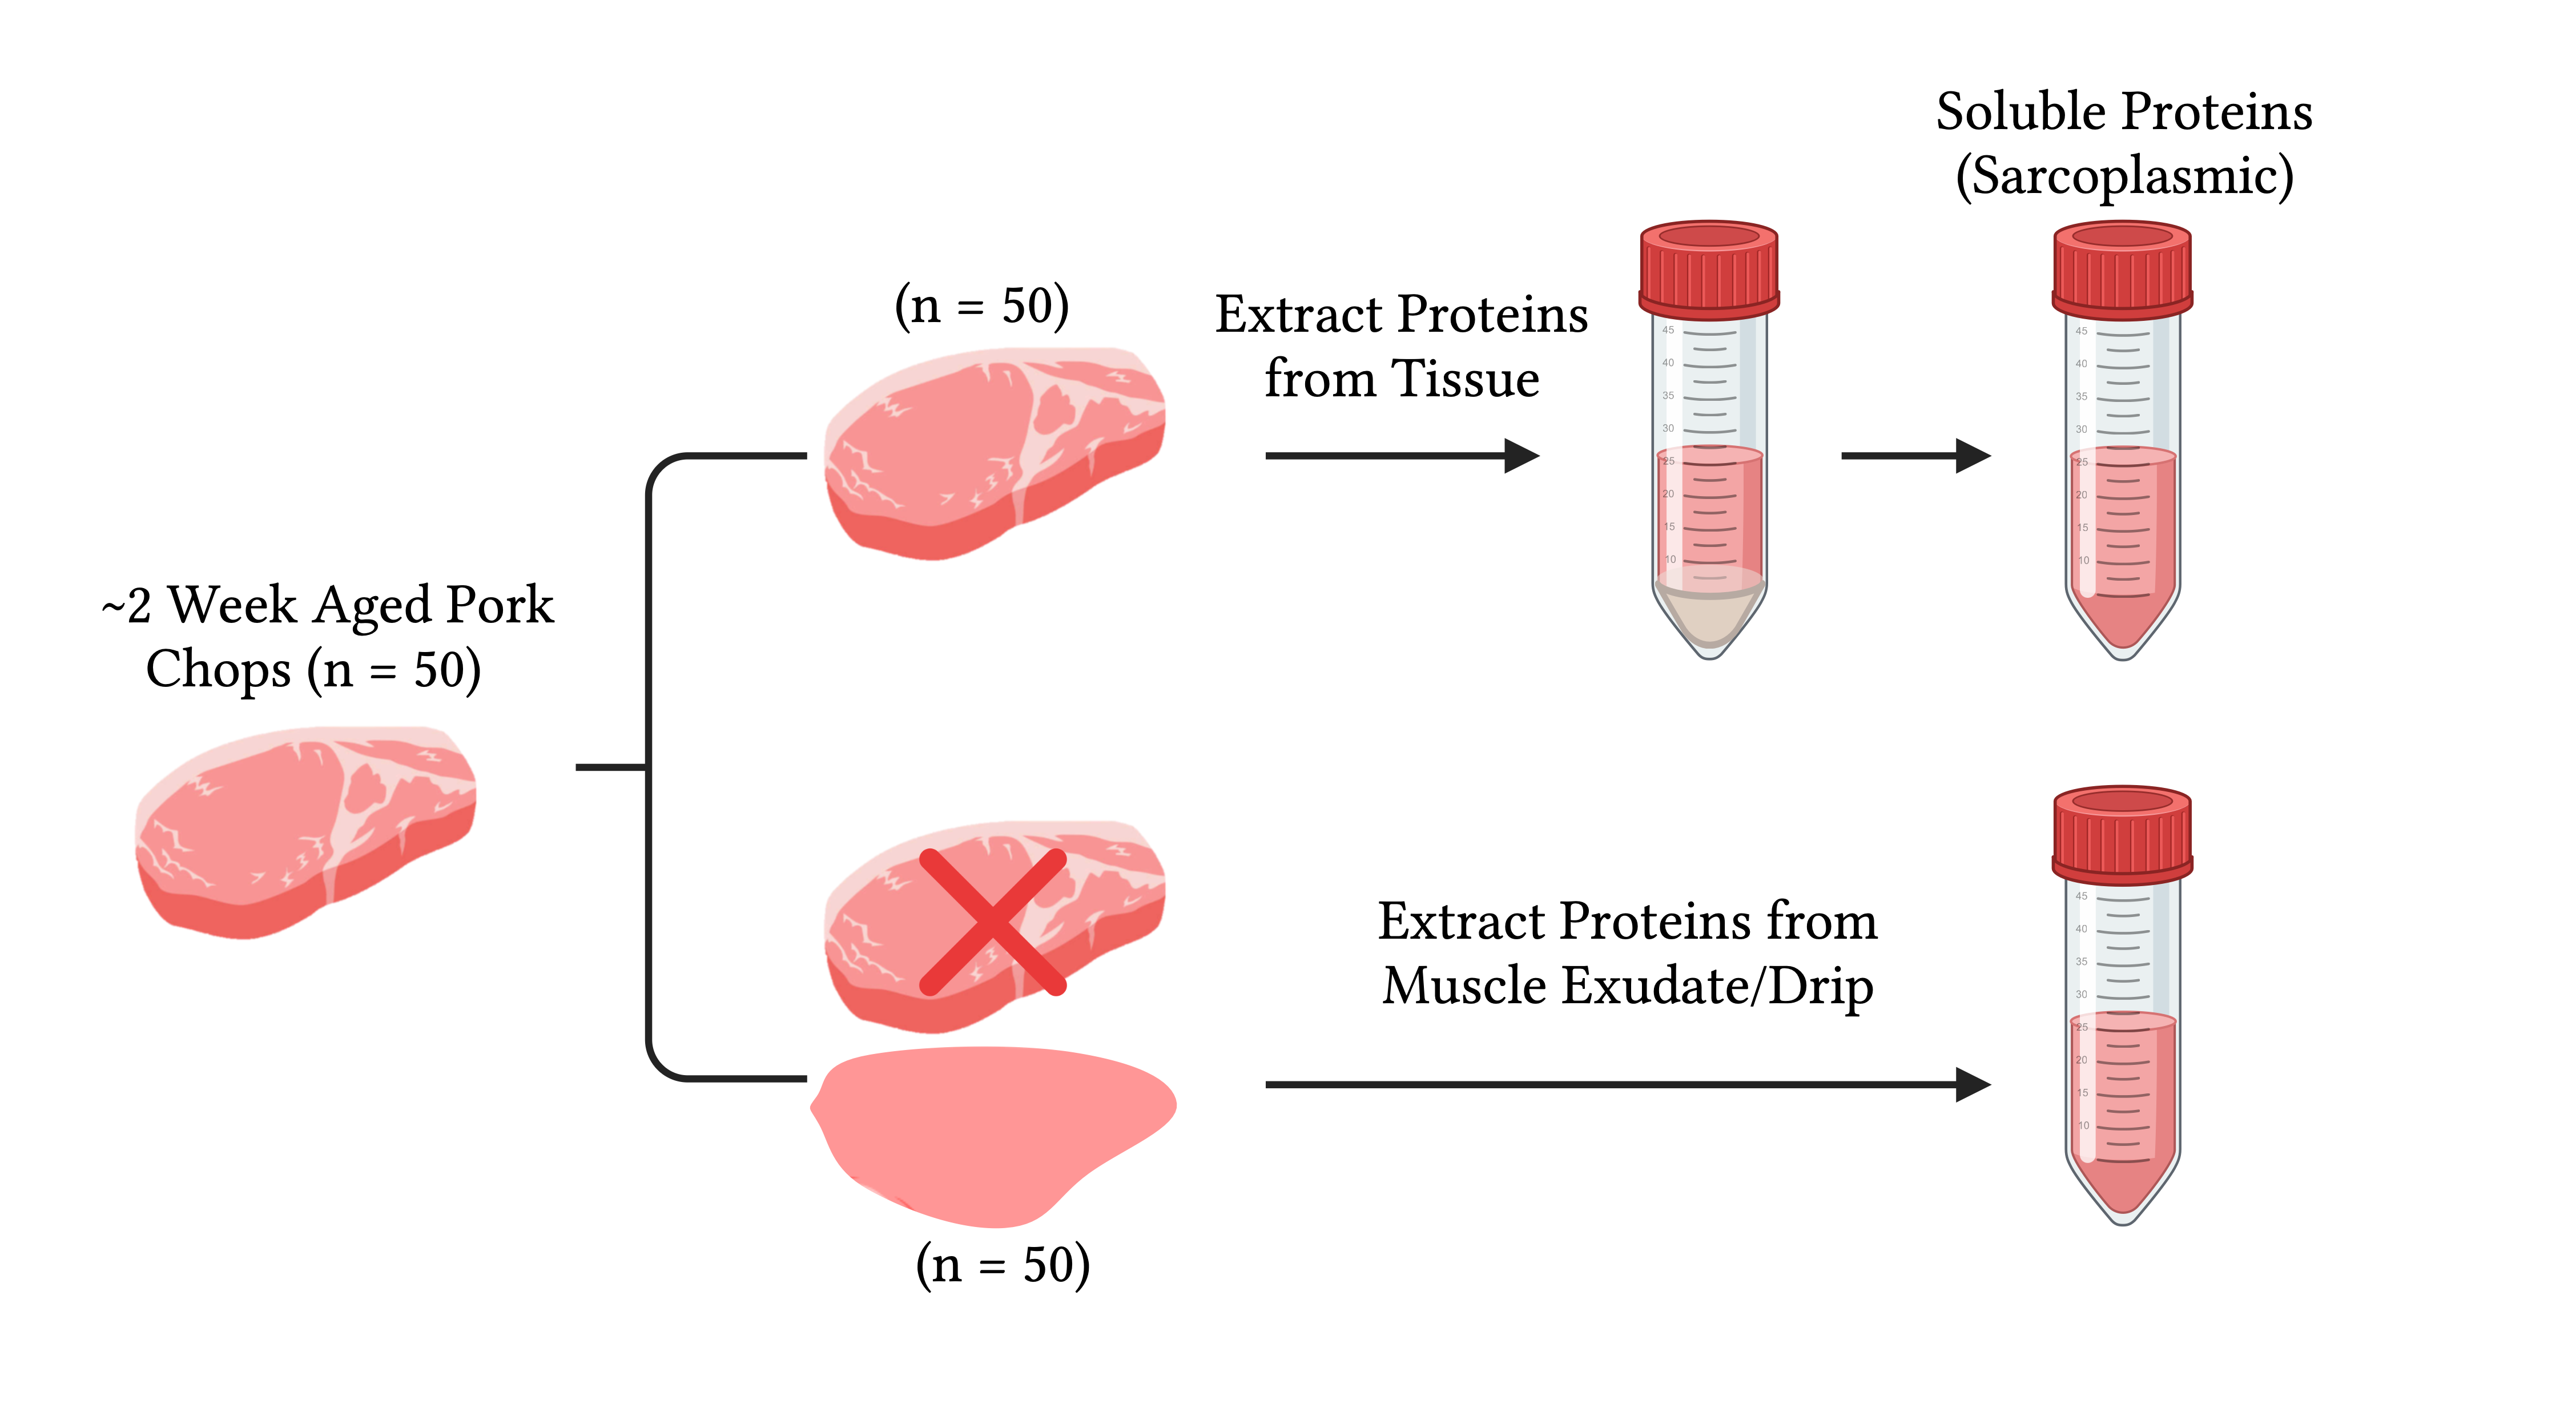 ~2 Week Aged Pork
Chops (n = 50)
(n = 50)
Extract Proteins
from Tissue
45
40
35
30
25
20
15
10
Soluble Proteins
(Sarcoplasmic)
45
40
35
30
25
20
15
10
(n = 50)
Extract Proteins from
Muscle Exudate/Drip
45
40
35
30
25
20
15
10